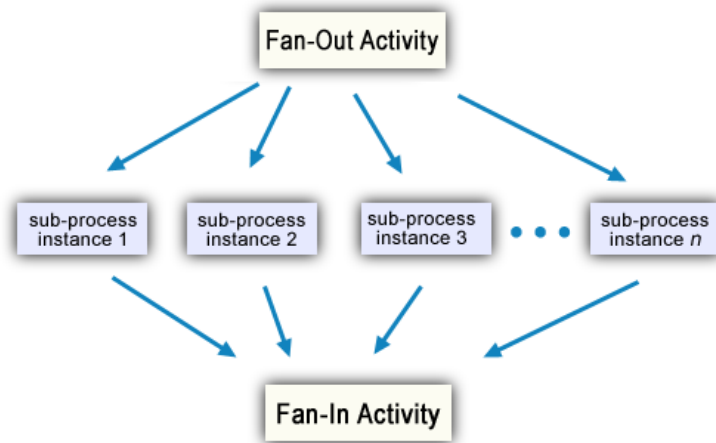 Fan-Out Activity
sub-process
instance 1
sub-process
instance 2
sub-process
instance 3
sub-process
instance n
Fan-In Activity